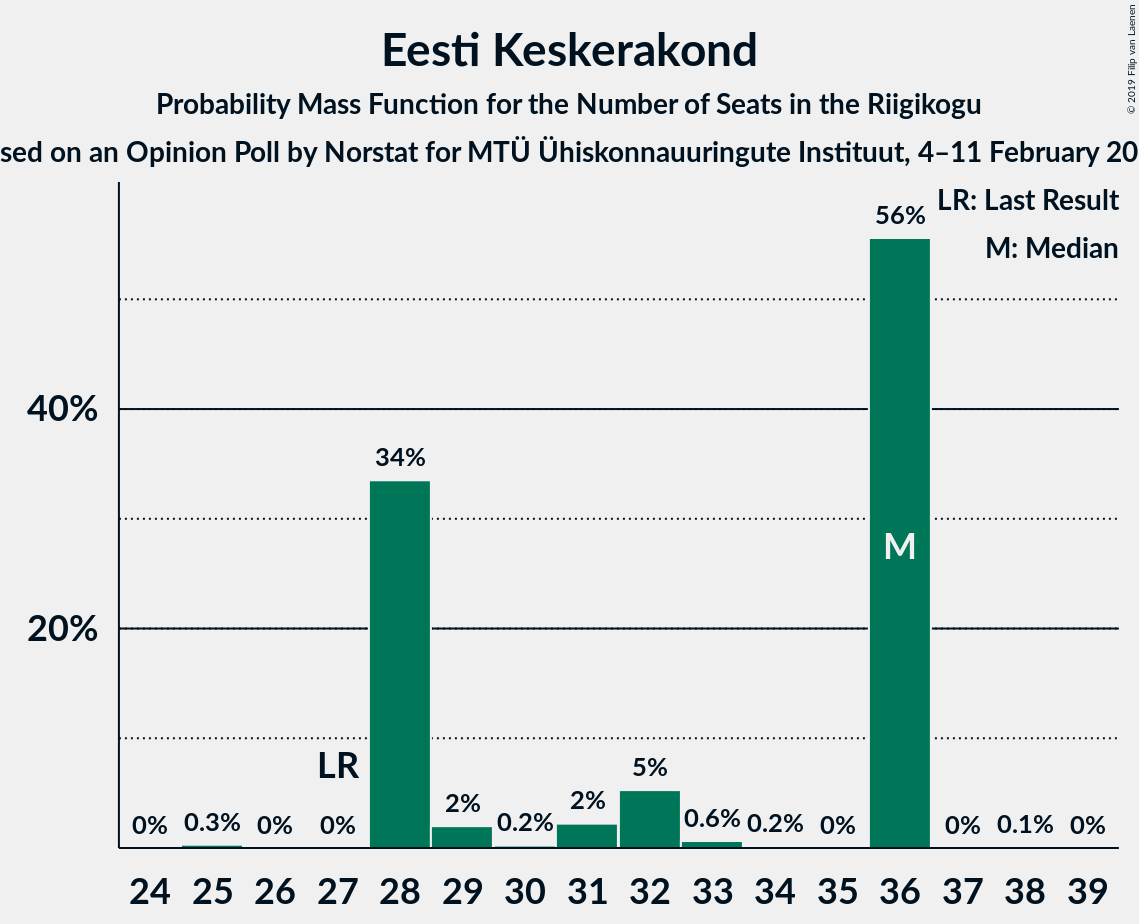 Eesti Keskerakond
Probability Mass Function for the Number of Seats in the Riigikogu
sed on an Opinion Poll by Norstat for MTÜ Ühiskonnauuringute Instituut, 4–11 February 20
© 2019 Filip van Laenen
LR: Last Result
M: Median
56%
40%
34%
M
20%
LR
5%
0% 0.3% 0% 0% 2% 0.2% 2% 0.6% 0.2% 0% 0% 0.1% 0%
24 25 26 27 28 29 30 31 32 33 34 35 36 37 38 39